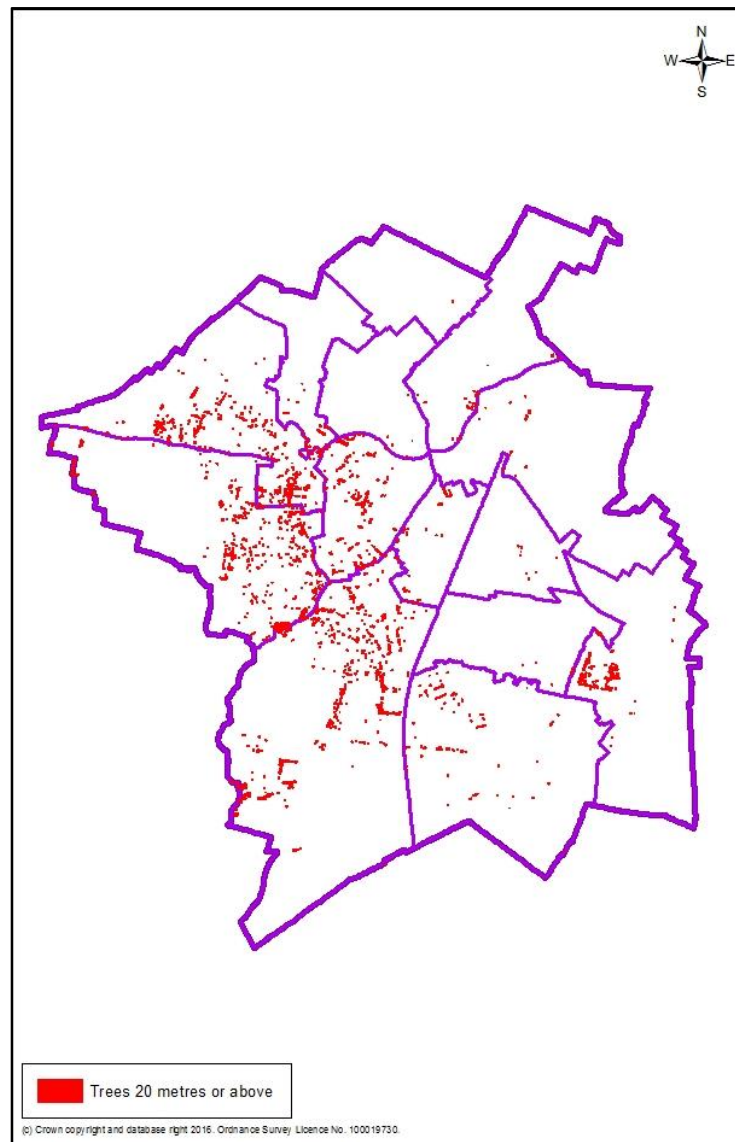 N
W E
S
Trees 20 metres or above
(c) Crown copyright and database right 2016. Ordnance Survey Licence No. 100019730.